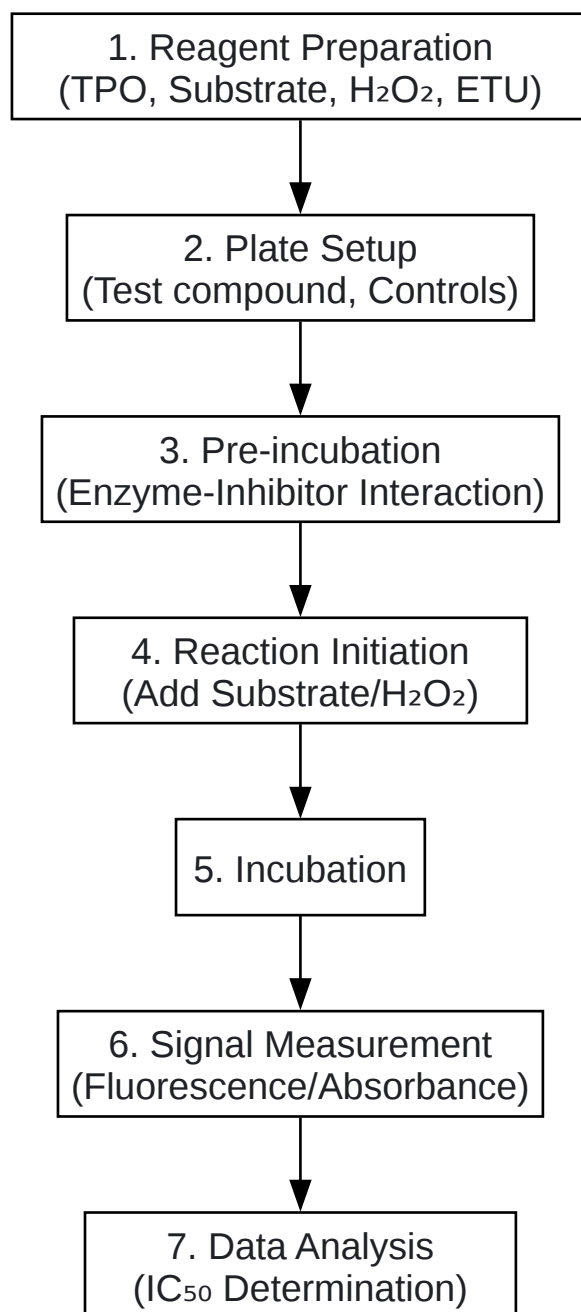 1. Reagent Preparation
(TPO, Substrate, H₂O₂, ETU)
2. Plate Setup
(Test compound, Controls)
3. Pre-incubation
(Enzyme-Inhibitor Interaction)
4. Reaction Initiation
(Add Substrate/H₂O₂)
5. Incubation
6. Signal Measurement
(Fluorescence/Absorbance)
7. Data Analysis
(IC₅₀ Determination)